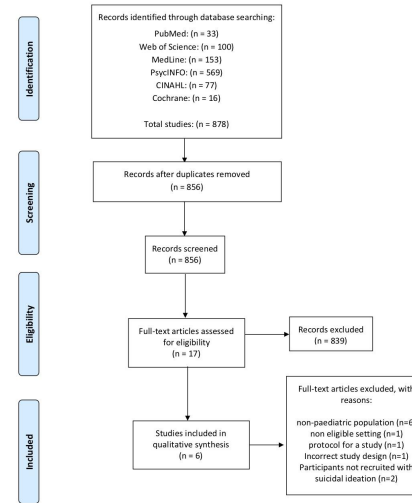 Identification
Records identified through database searching:
PubMed: (n = 33)
Web of Science: (n = 100)
MedLine: (n = 153)
PsycINFO: (n = 569)
CINAHL: (n = 77)
Cochrane: (n = 16)
Total studies: (n = 878)
Screening
Records after duplicates removed
(n = 856)
Records screened
(n = 856)
Eligibility
Full-text articles assessed
for eligibility
(n = 17)
Records excluded
(n = 839)
Included
Studies included in
qualitative synthesis
(n = 6)
Full-text articles excluded, with
reasons:
non-paediatric population (n=6
non eligible setting (n=1)
protocol for a study (n=1)
Incorrect study design (n=1)
Participants not recruited with
suicidal ideation (n=2)